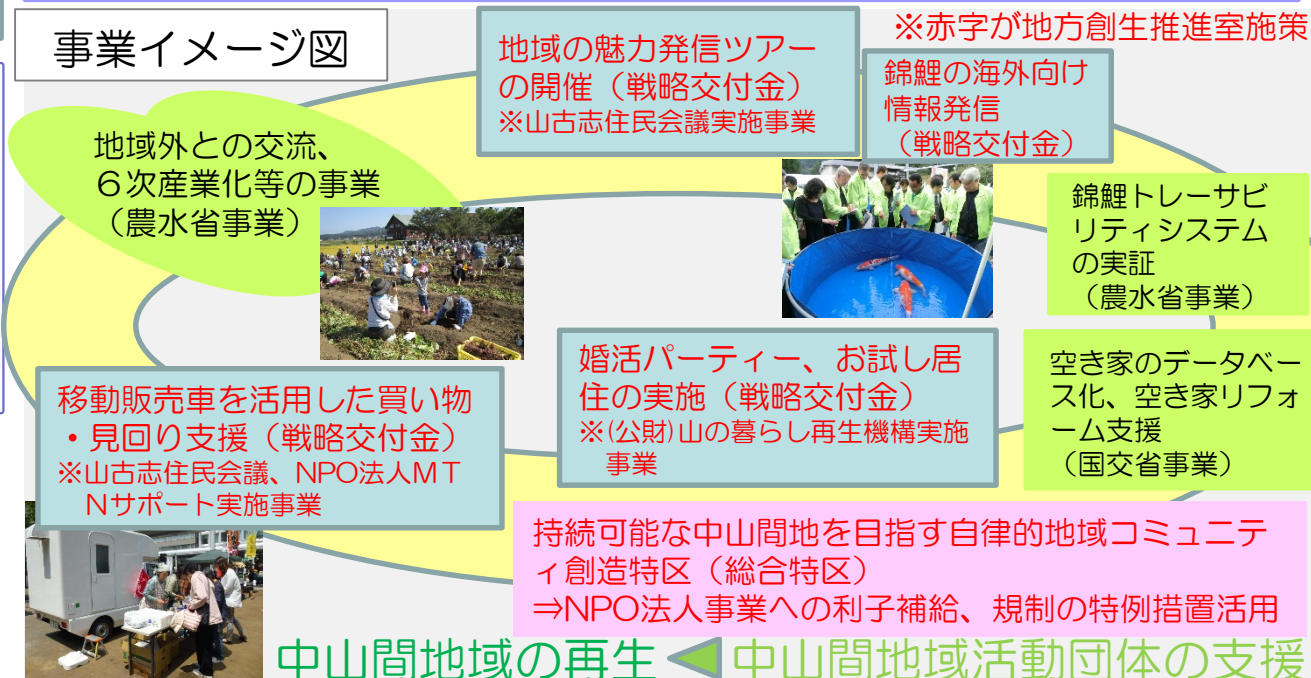 事業イメージ図
※赤字が地方創生推進室施策
地域の魅力発信ツアー
の開催（戦略交付金）
※山古志住民会議実施事業
錦鯉の海外向け
情報発信
（戦略交付金）
地域外との交流、
６次産業化等の事業
（農水省事業）
錦鯉トレーサビ
リティシステム
の実証
（農水省事業）
婚活パーティー、お試し居
住の実施（戦略交付金）
※(公財)山の暮らし再生機構実施
事業
空き家のデータベー
ス化、空き家リフォ
ーム支援
（国交省事業）
移動販売車を活用した買い物
・見回り支援（戦略交付金）
※山古志住民会議、NPO法人ＭＴ
Ｎサポート実施事業
持続可能な中山間地を目指す自律的地域コミュニテ
ィ創造特区（総合特区）
⇒NPO法人事業への利子補給、規制の特例措置活用
中山間地域の再生 ◀ 中山間地域活動団体の支援